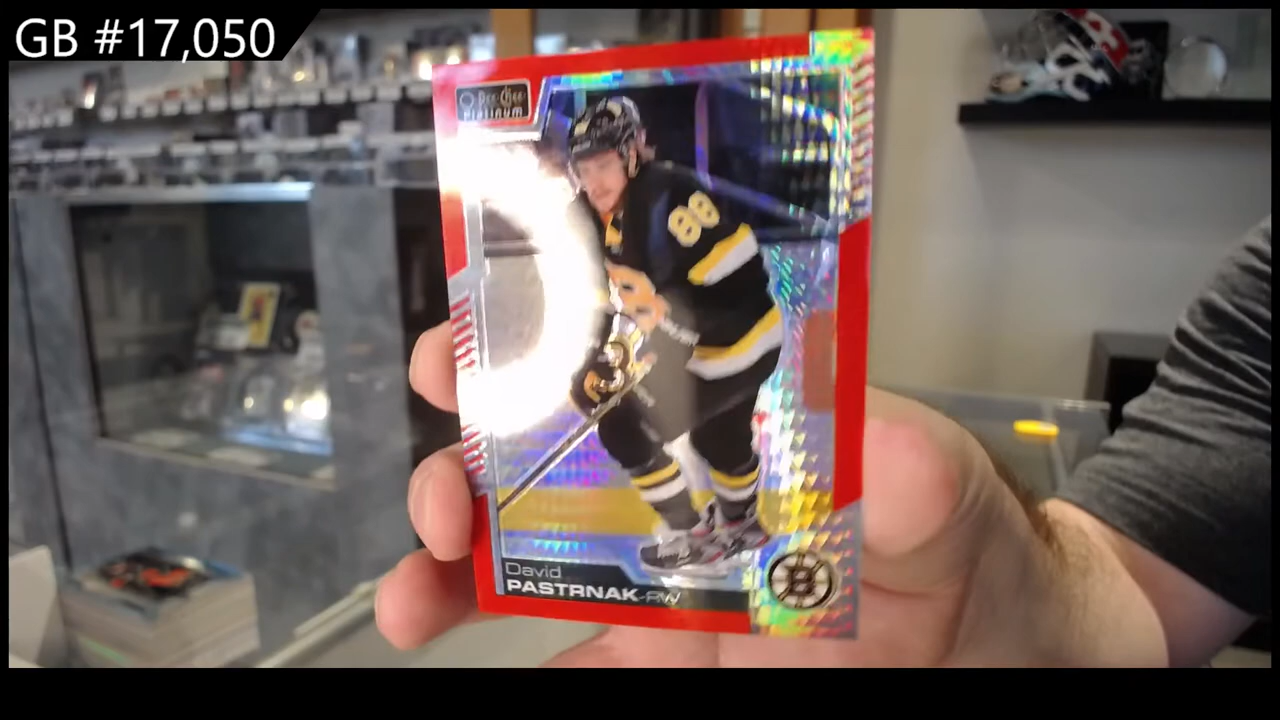 GB #17,050
O-Pee-Chee
PLATINUM
88
David
PASTRNAK-RW
B